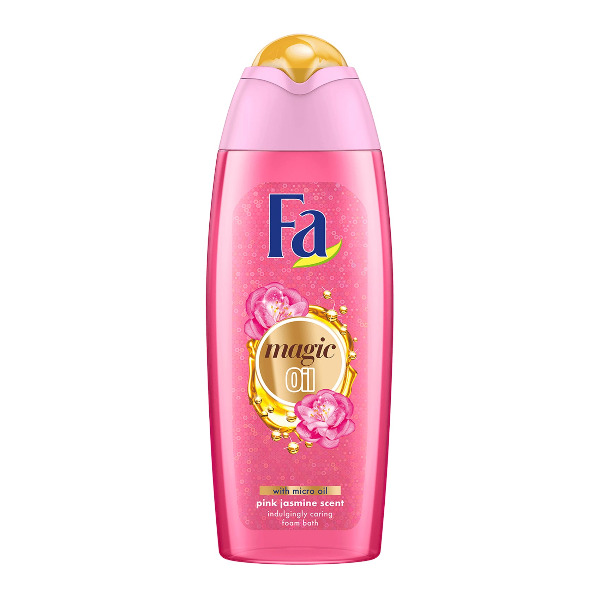 Fa
magic
Oil
with micro oil
pink jasmine scent
indulgingly caring
foam bath